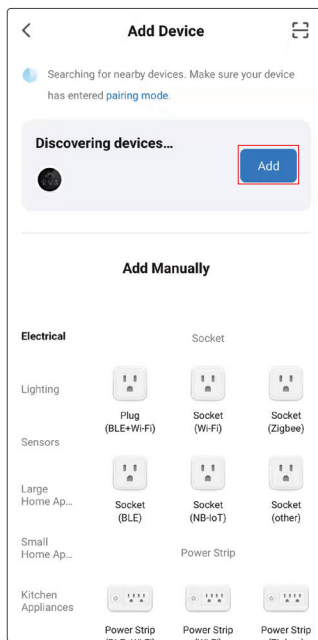 Add Device
Searching for nearby devices. Make sure your device
has entered pairing mode.
Discovering devices...
Add
Add Manually
Electrical
Socket
Lighting
Plug
(BLE+Wi-Fi)
Socket
(Wi-Fi)
Socket
(Zigbee)
Sensors
Large
Home Ap...
Socket
(BLE)
Socket
(NB-IoT)
Socket
(other)
Small
Home Ap...
Power Strip
Kitchen
Appliances
Power Strip
Power Strip
Power Strip